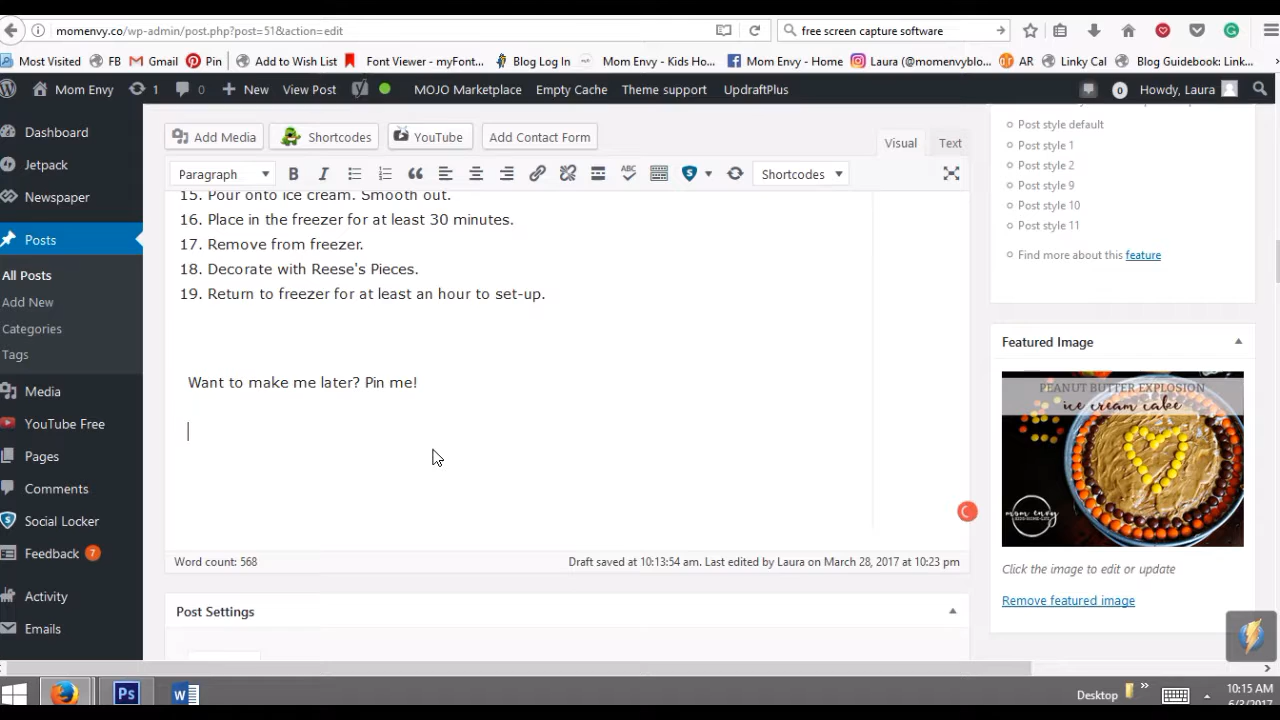 momenvy.co/wp-admin/post.php?post=51&action=edit
free screen capture software
Most Visited FB Gmail Pin Add to Wish List Font Viewer - myFont... Blog Log In Mom Envy - Kids Ho... Mom Envy - Home Laura (@momenvyblo... AR Linky Cal Blog Guidebook: Link...
Mom Envy 1 0 New View Post MOJO Marketplace Empty Cache Theme support UpdraftPlus 0 Howdy, Laura
Dashboard
Jetpack
Newspaper
Posts
All Posts
Add New
Categories
Tags
Media
YouTube Free
Pages
Comments
Social Locker
Feedback 7
Activity
Emails
Add Media Shortcodes YouTube Add Contact Form
Visual Text
Paragraph B I ABC Shortcodes
15. Pour onto ice cream. Smooth out.
16. Place in the freezer for at least 30 minutes.
17. Remove from freezer.
18. Decorate with Reese's Pieces.
19. Return to freezer for at least an hour to set-up.
Want to make me later? Pin me!
Word count: 568
Draft saved at 10:13:54 am. Last edited by Laura on March 28, 2017 at 10:23 pm
Post Settings
Post style default
Post style 1
Post style 2
Post style 9
Post style 10
Post style 11
Find more about this feature
Featured Image
PEANUT BUTTER EXPLOSION
ice cream cake
mom envy
Click the image to edit or update
Remove featured image
Ps
Desktop
10:15 AM
6/3/2017